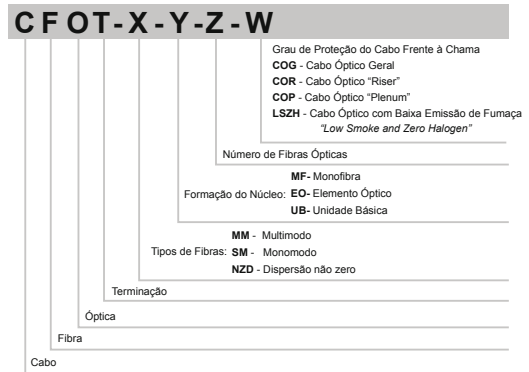 CFOT-X-Y-Z-W
Grau de Proteção do Cabo Frente à Chama
COG - Cabo Óptico Geral
COR - Cabo Óptico “Riser”
COP - Cabo Óptico “Plenum”
LSZH - Cabo Óptico com Baixa Emissão de Fumaça
“Low Smoke and Zero Halogen”
Número de Fibras Ópticas
MF- Monofibra
Formação do Núcleo: EO- Elemento Óptico
UB- Unidade Básica
MM - Multimodo
Tipos de Fibras: SM - Monomodo
NZD - Dispersão não zero
Terminação
Óptica
Fibra
Cabo